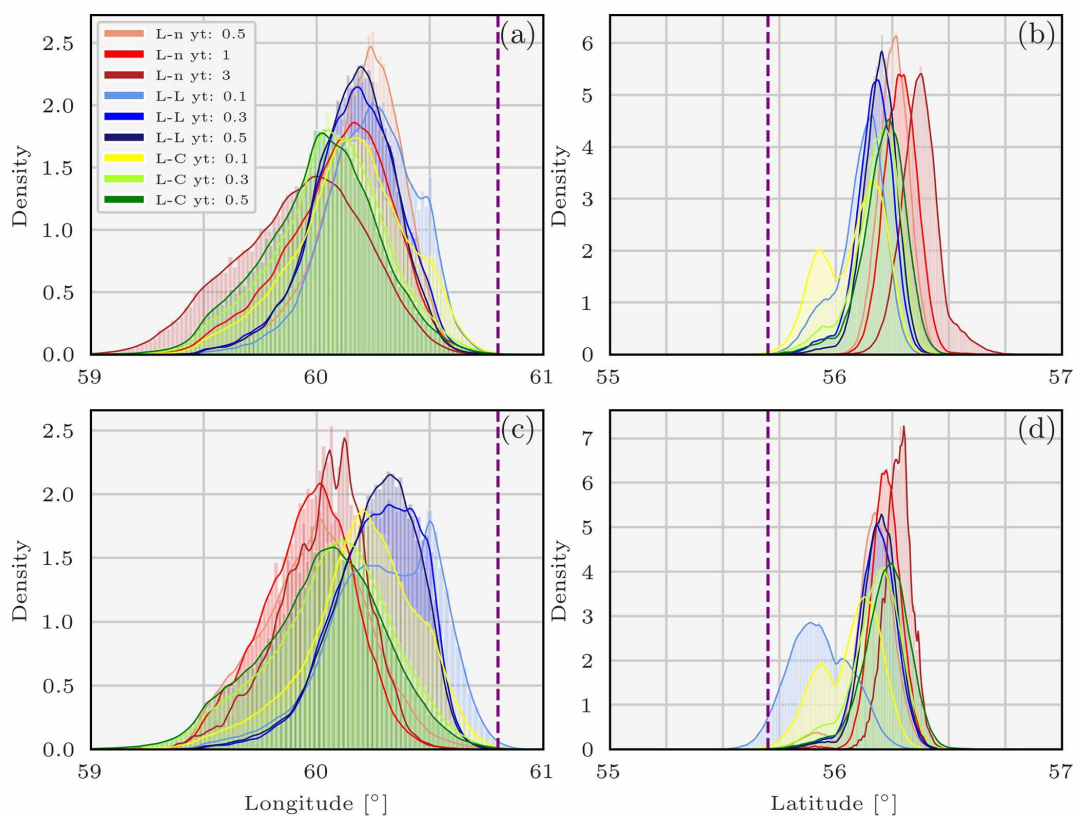 (a)
2.5
2.0
1.5
1.0
0.5
0.0
Density
L-n yt: 0.5
L-n yt: 1
L-n yt: 3
L-L yt: 0.1
L-L yt: 0.3
L-L yt: 0.5
L-C yt: 0.1
L-C yt: 0.3
L-C yt: 0.5
59
60
61
(b)
6
5
4
3
2
1
0
Density
55
56
57
(c)
2.5
2.0
1.5
1.0
0.5
0.0
Density
59
60
61
Longitude [°]
(d)
7
6
5
4
3
2
1
0
Density
55
56
57
Latitude [°]